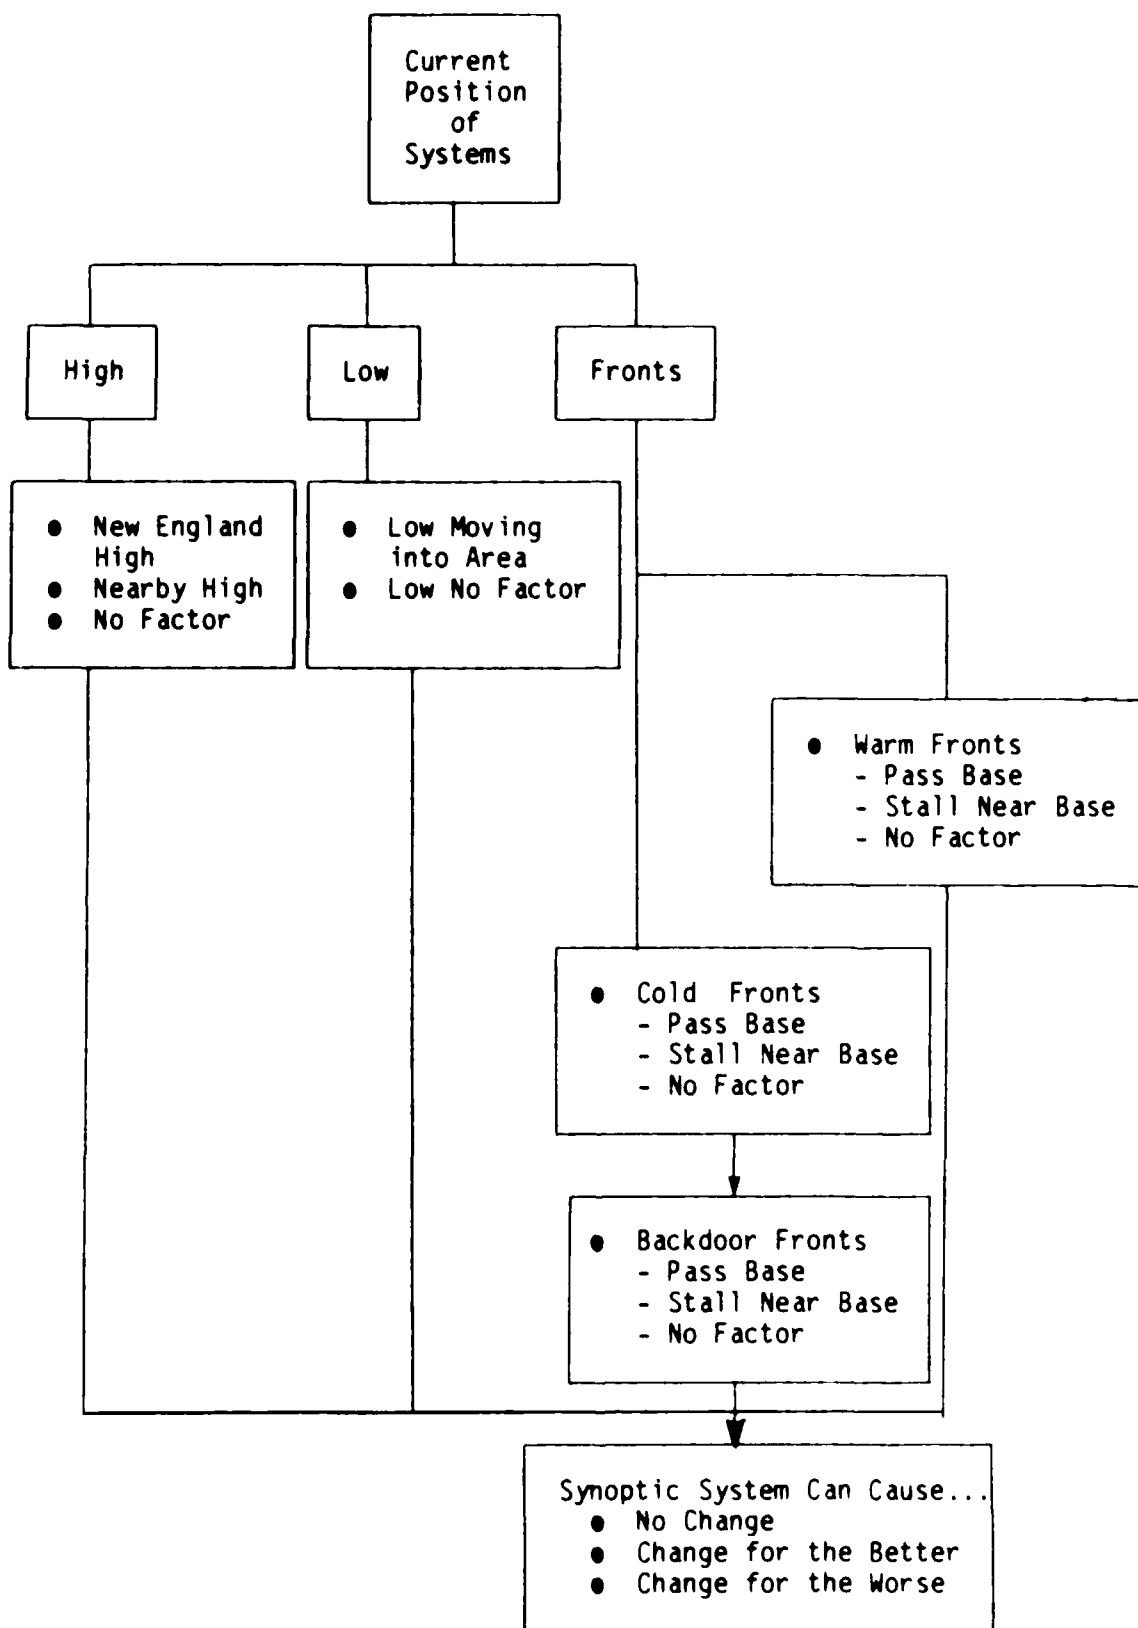 Current
Position
of
Systems
High
Low
Fronts
● New England
High
● Nearby High
● No Factor
● Low Moving
into Area
● Low No Factor
● Warm Fronts
- Pass Base
- Stall Near Base
- No Factor
● Cold Fronts
- Pass Base
- Stall Near Base
- No Factor
● Backdoor Fronts
- Pass Base
- Stall Near Base
- No Factor
Synoptic System Can Cause...
● No Change
● Change for the Better
● Change for the Worse